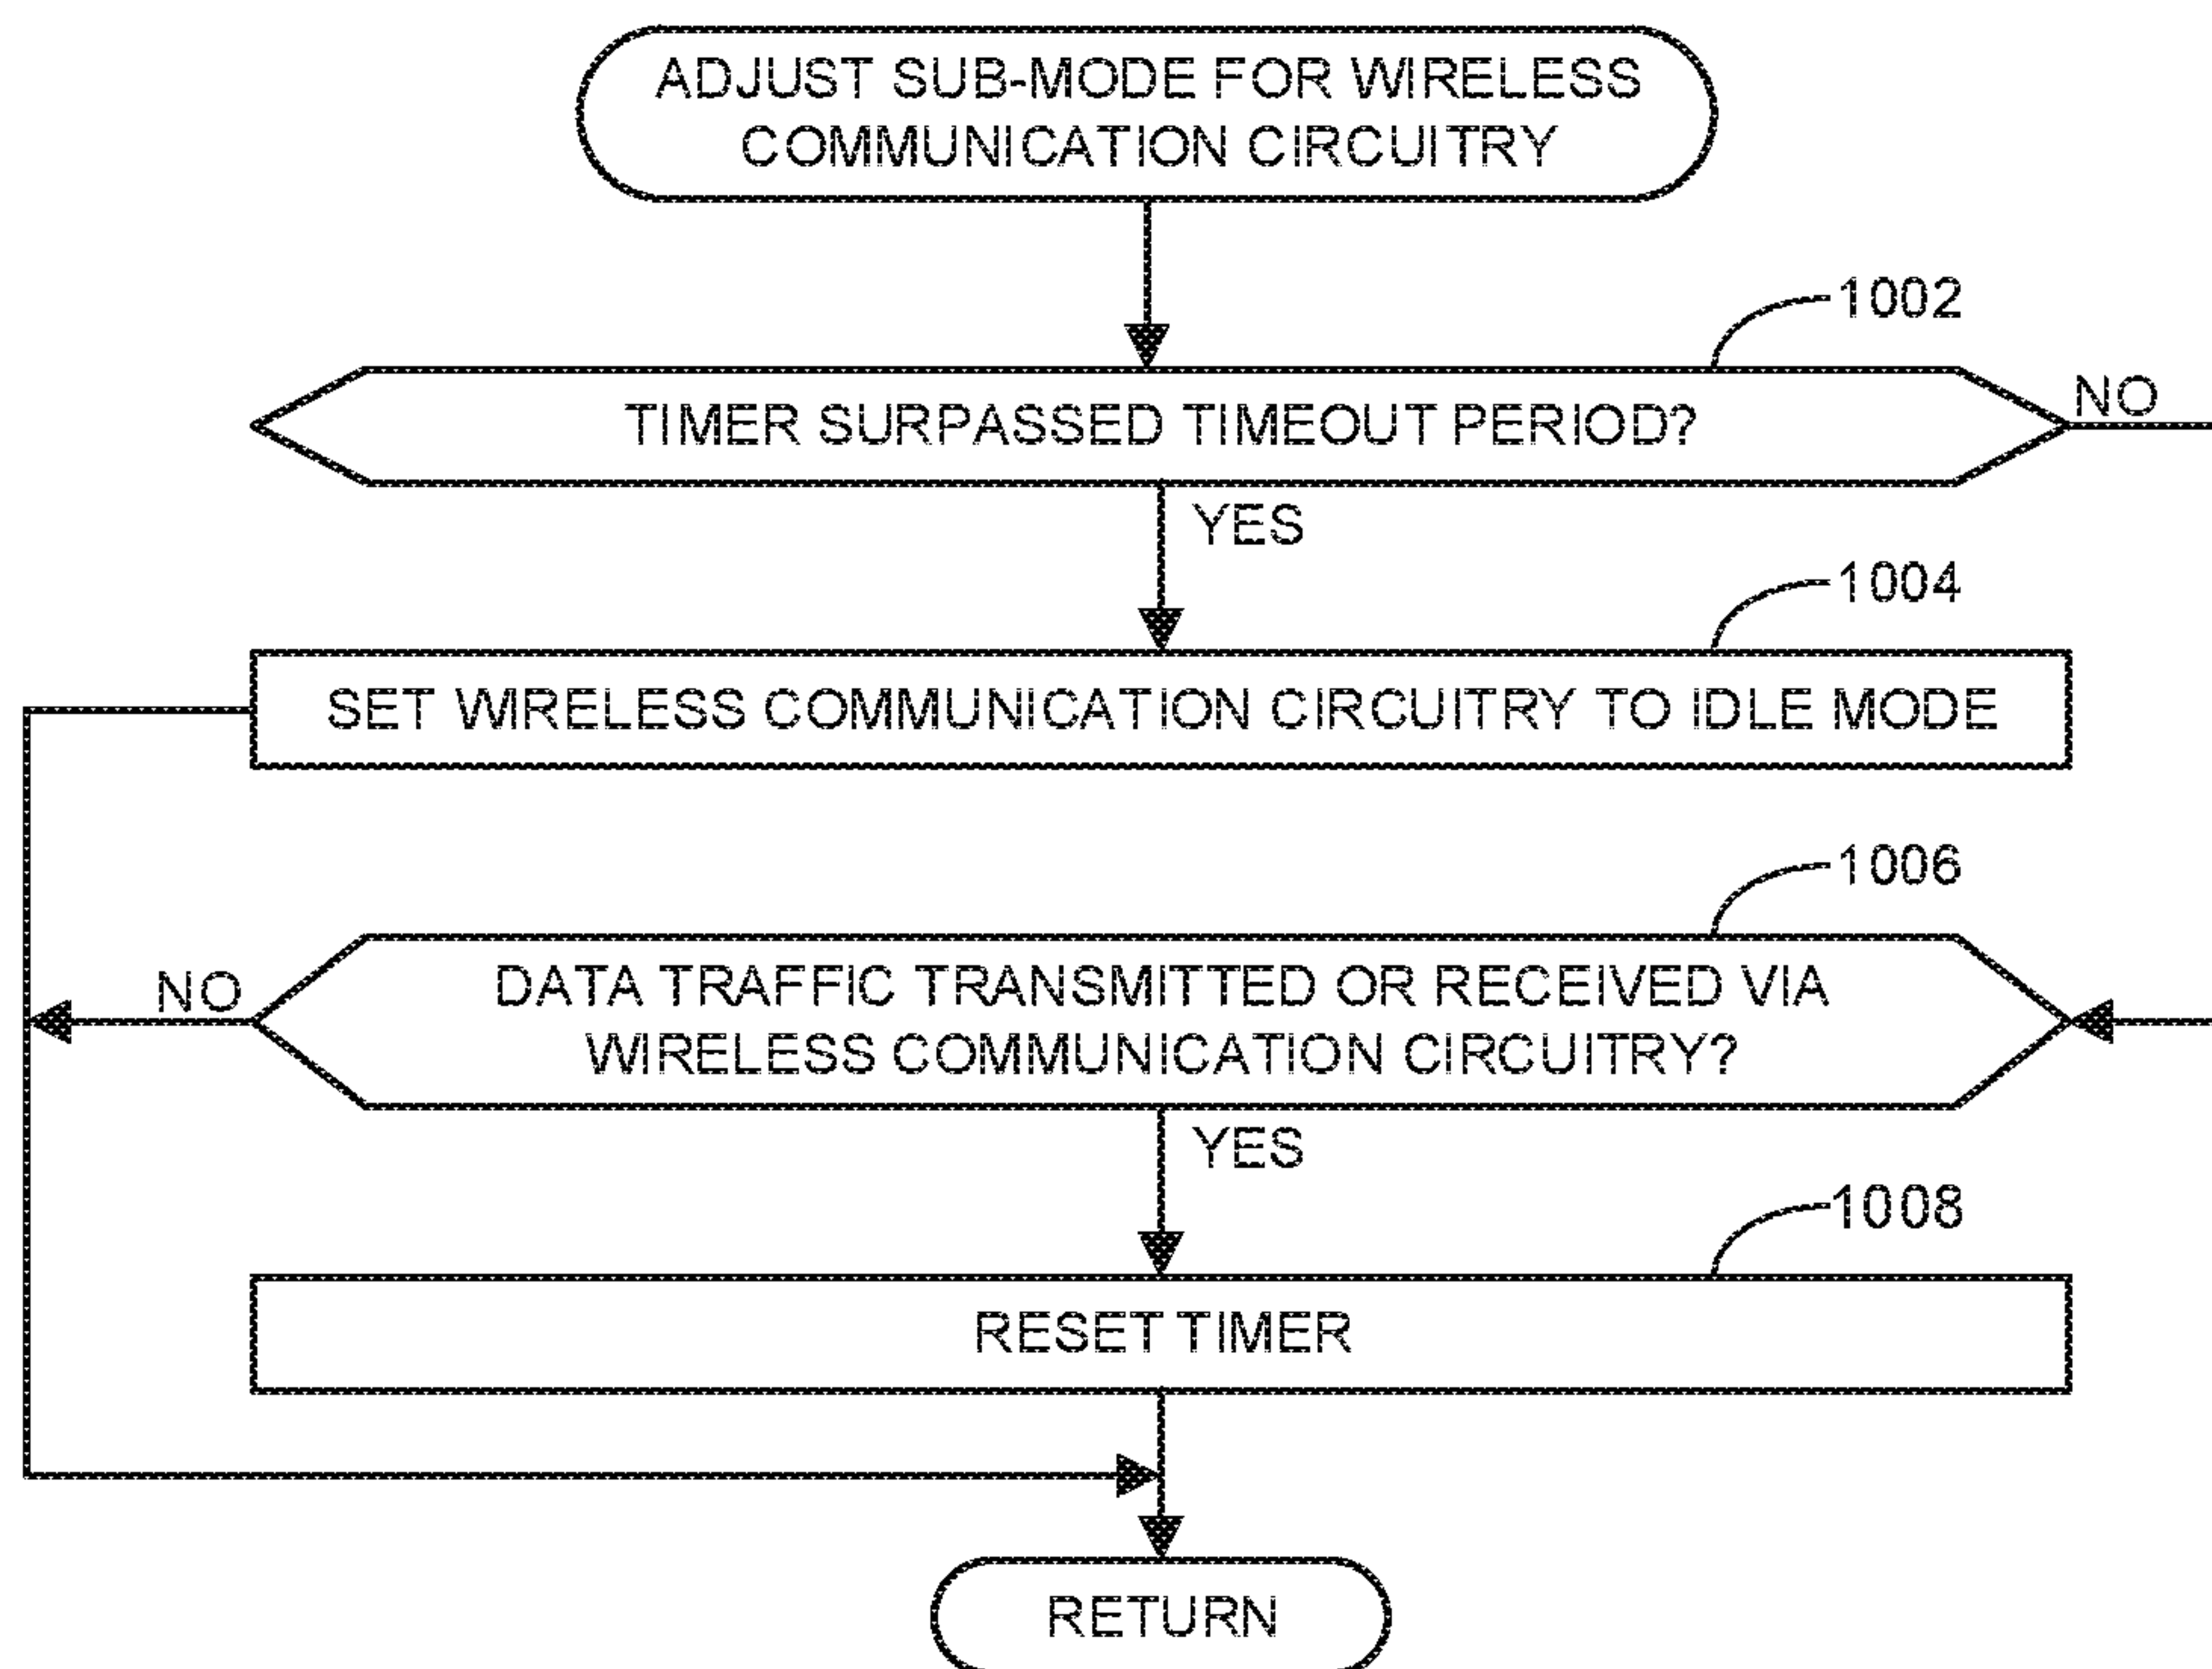 ADJUST SUB-MODE FOR WIRELESS
COMMUNICATION CIRCUITRY
1002
TIMER SURPASSED TIMEOUT PERIOD?
NO
YES
1004
SET WIRELESS COMMUNICATION CIRCUITRY TO IDLE MODE
1006
NO
DATA TRAFFIC TRANSMITTED OR RECEIVED VIA
WIRELESS COMMUNICATION CIRCUITRY?
YES
1008
RESET TIMER
RETURN